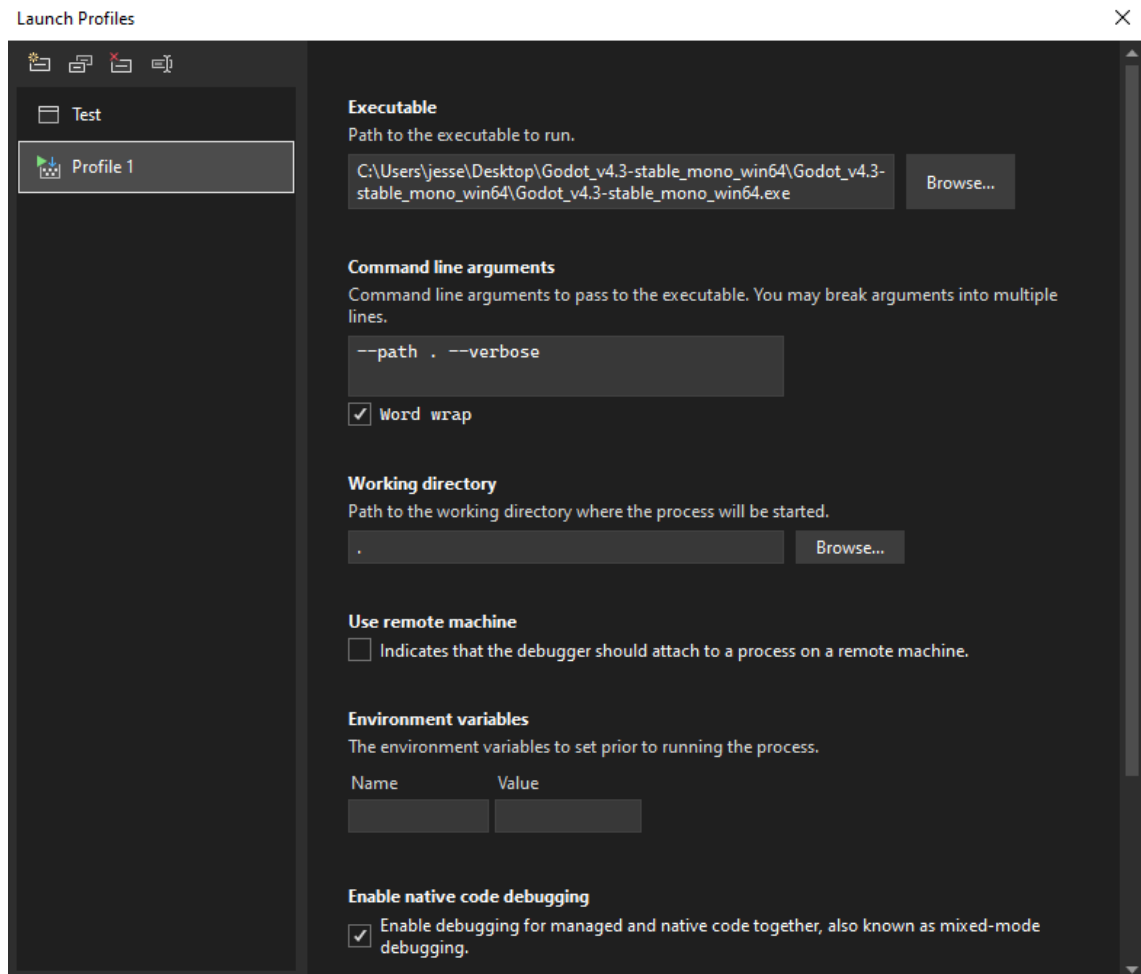 Launch Profiles
Test
Profile 1
Executable
Path to the executable to run.
C:\Users\jesse\Desktop\Godot_v4.3-stable_mono_win64\Godot_v4.3-
stable_mono_win64\Godot_v4.3-stable_mono_win64.exe
Browse...
Command line arguments
Command line arguments to pass to the executable. You may break arguments into multiple
lines.
--path . --verbose
Word wrap
Working directory
Path to the working directory where the process will be started.
.
Browse...
Use remote machine
Indicates that the debugger should attach to a process on a remote machine.
Environment variables
The environment variables to set prior to running the process.
Name Value
Enable native code debugging
Enable debugging for managed and native code together, also known as mixed-mode
debugging.